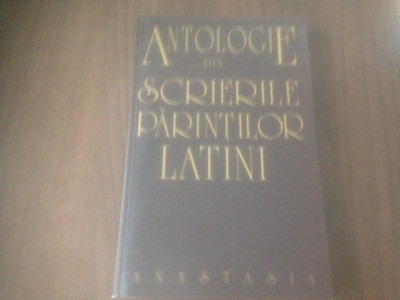 ANTOLOGIE
DIN
SCRIERILE
PĂRINȚILOR
LATINI
ANASTASIA